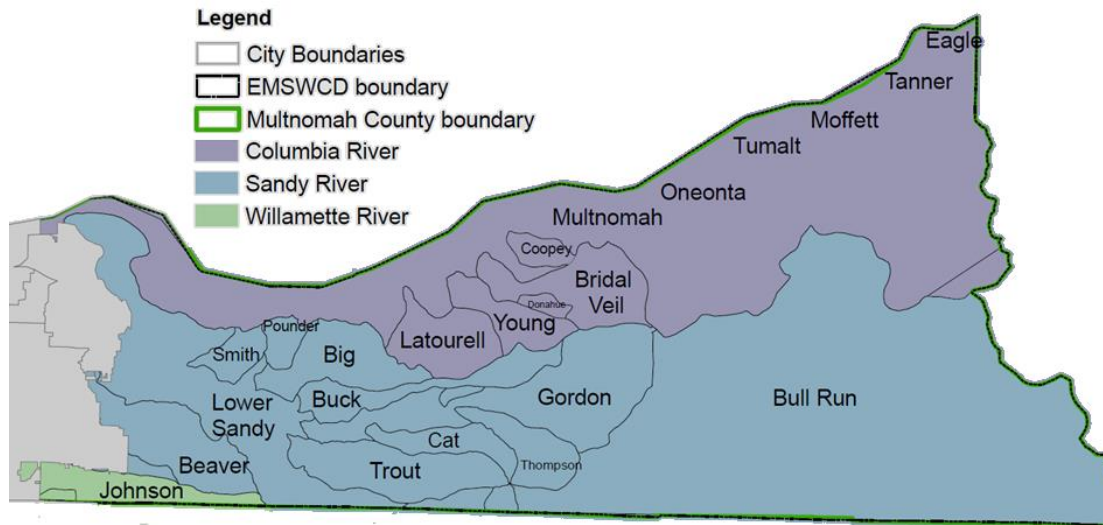 Legend
City Boundaries
EMSWCD boundary
Multnomah County boundary
Columbia River
Sandy River
Willamette River
Eagle
Tanner
Moffett
Tumalt
Oneonta
Multnomah
Coopey
Bridal
Veil
Donahue
Young
Latourell
Pounder
Smith
Big
Lower
Sandy
Buck
Gordon
Bull Run
Cat
Beaver
Trout
Thompson
Johnson